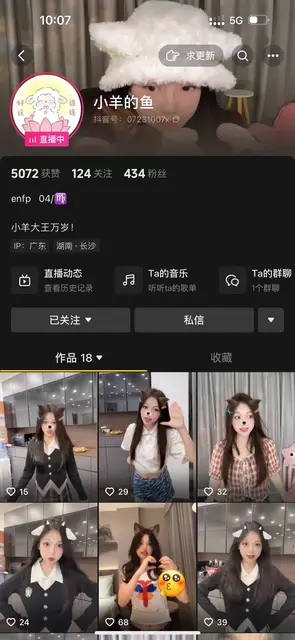 10:07
5G
求更新
直播中
小羊的鱼
抖音号：07231007x
5072 获赞 124 关注 434 粉丝
enfp 04/♍
小羊大王万岁！
IP：广东 湖南·长沙
直播动态
查看历史记录
Ta的音乐
听听ta的歌单
Ta的群聊
1个群聊
已关注
私信
作品 18
收藏
15
29
32
24
68
39